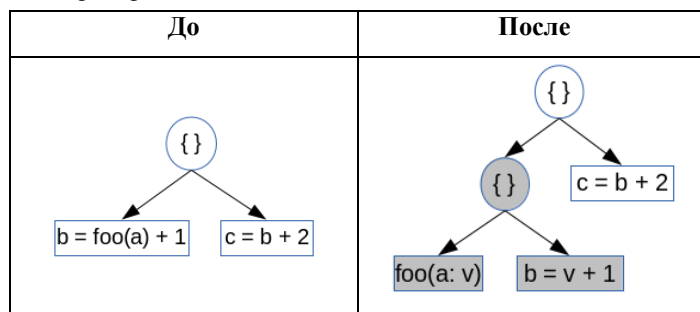 До
После
{ }
b = foo(a) + 1
c = b + 2
{ }
{ }
c = b + 2
foo(a: v)
b = v + 1